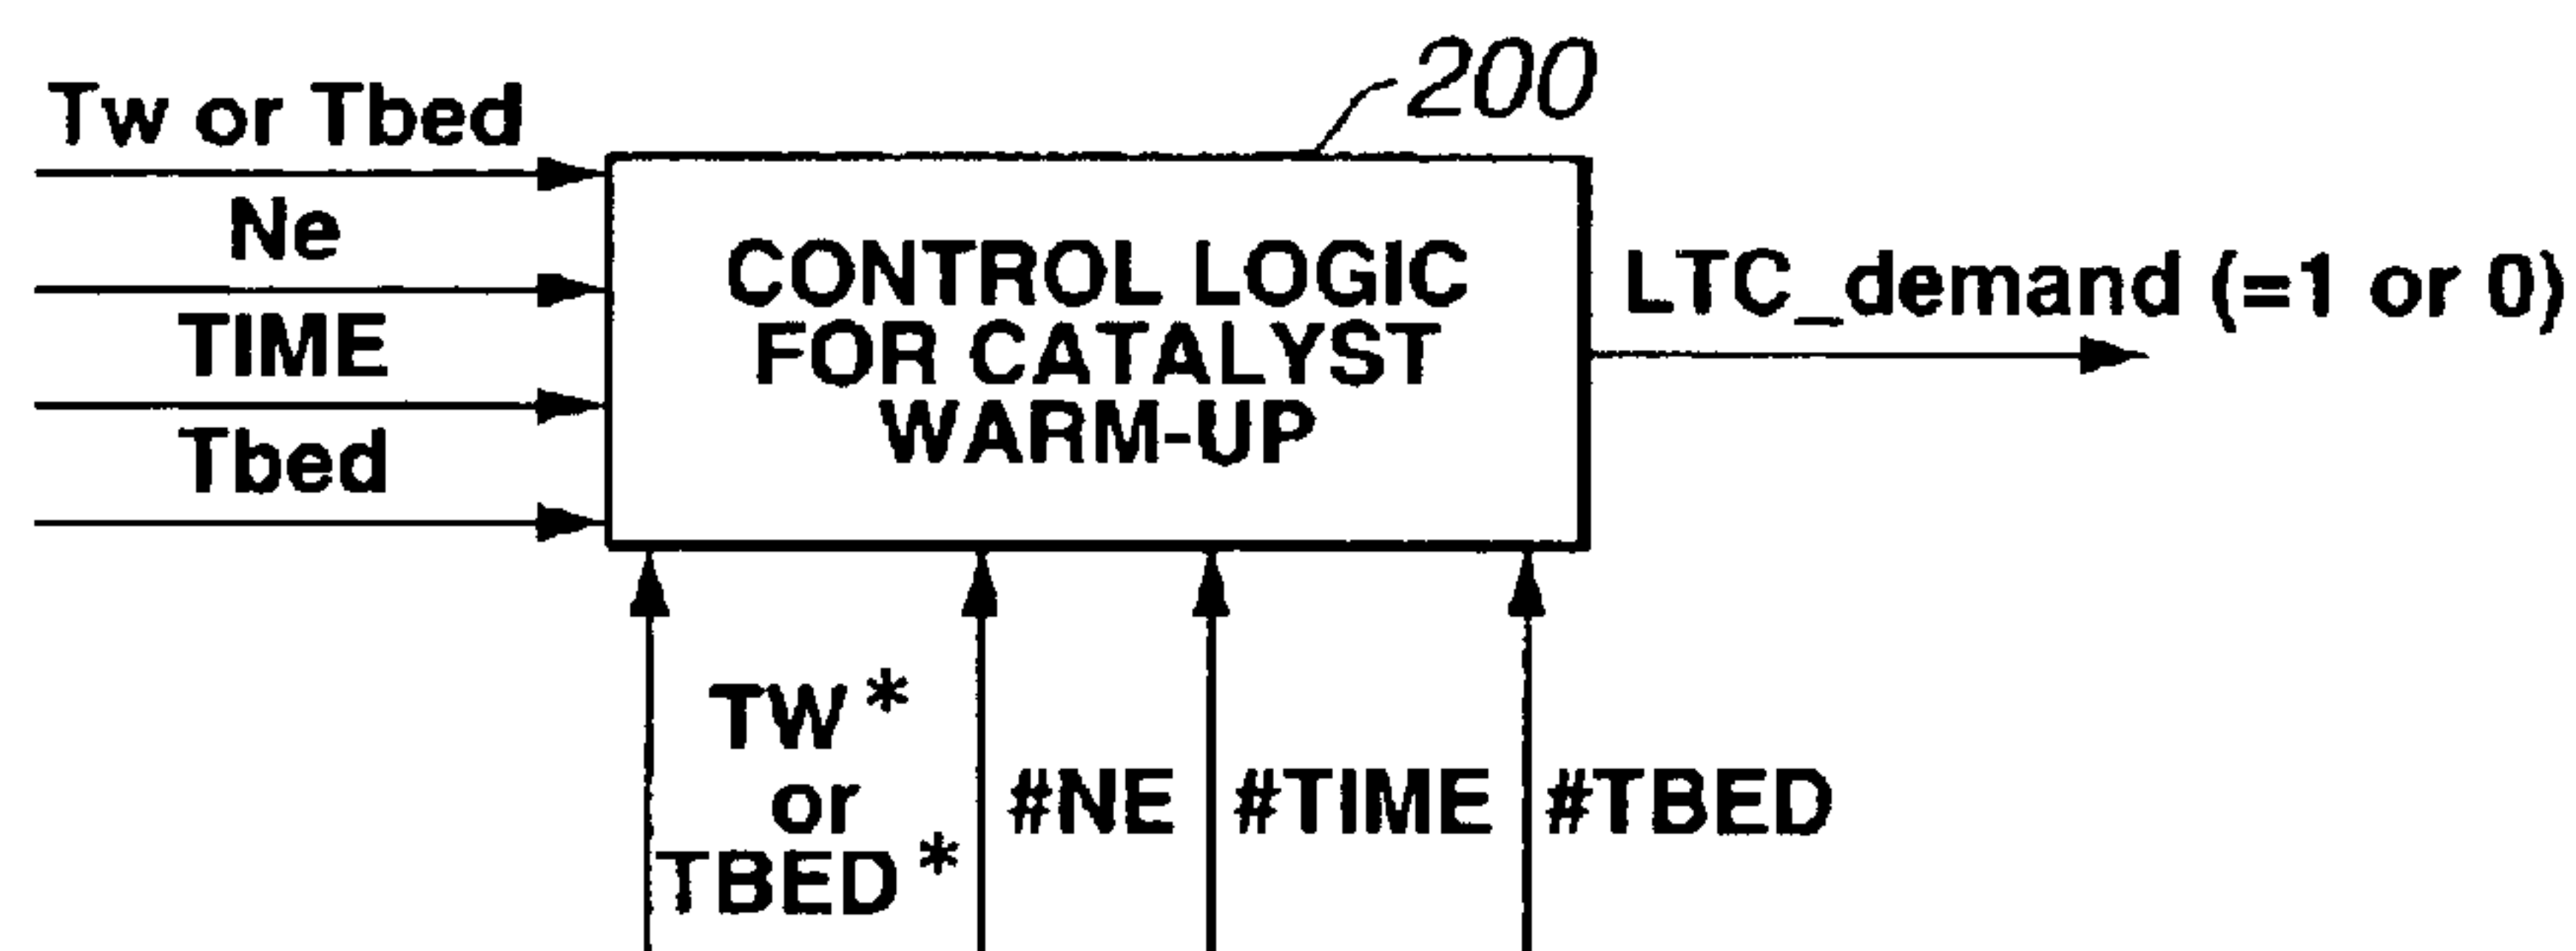 200
Tw or Tbed
Ne
TIME
Tbed
CONTROL LOGIC
FOR CATALYST
WARM-UP
LTC_demand (=1 or 0)
TW*
or
TBED*
#NE
#TIME
#TBED